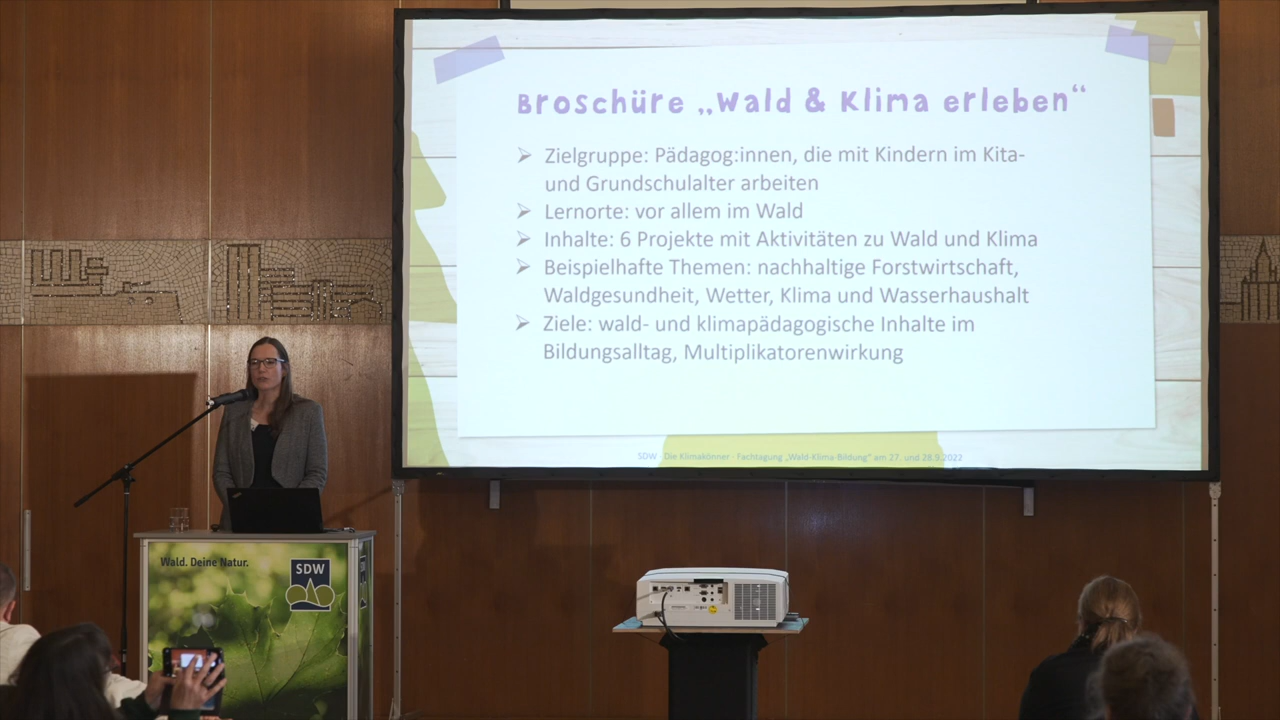 Broschüre „Wald & Klima erleben“
➢ Zielgruppe: Pädagog:innen, die mit Kindern im Kita-
und Grundschulalter arbeiten
➢ Lernorte: vor allem im Wald
➢ Inhalte: 6 Projekte mit Aktivitäten zu Wald und Klima
➢ Beispielhafte Themen: nachhaltige Forstwirtschaft,
Waldgesundheit, Wetter, Klima und Wasserhaushalt
➢ Ziele: wald- und klimapädagogische Inhalte im
Bildungsalltag, Multiplikatorenwirkung
SDW - Die Klimakönner - Fachtagung „Wald-Klima-Bildung“ am 27. und 28.9.2022
Wald. Deine Natur.
SDW